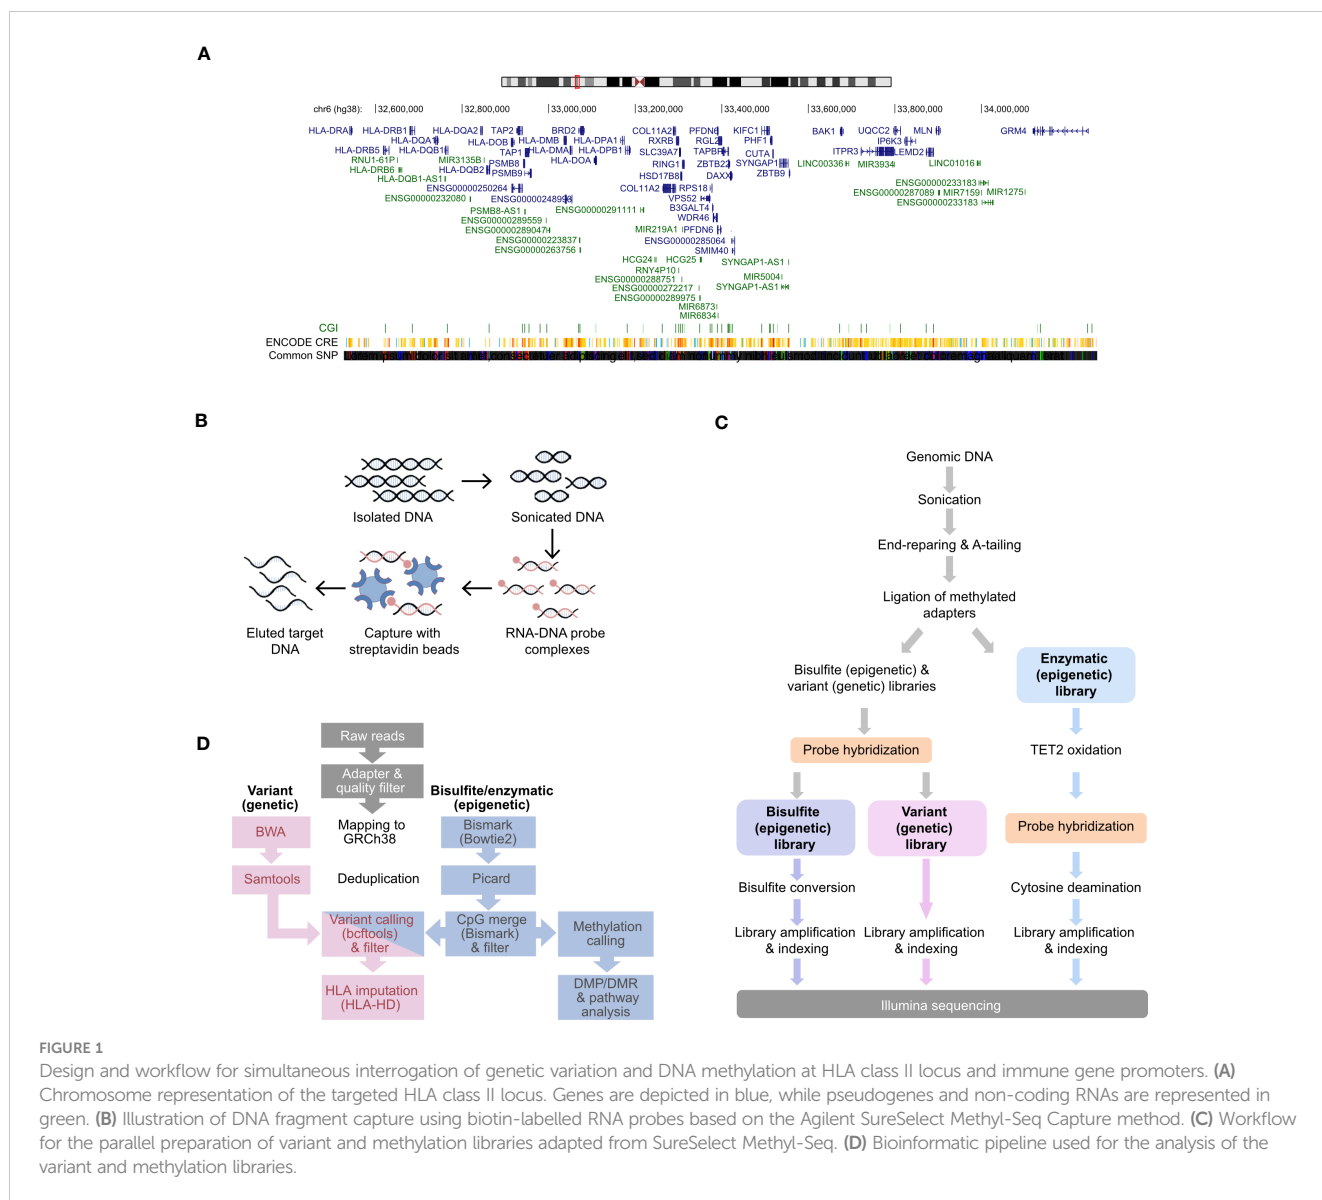 A
chr6 (hg38): 32,600,000 32,800,000 33,000,000 33,200,000 33,400,000 33,600,000 33,800,000 34,000,000
HLA-DRA HLA-DRB1 HLA-DQA2 TAP2 BRD2 COL11A2 PFDN6 KIFC1 BAK1 UQCC2 MLN GRM4
HLA-DQA1 HLA-DOB HLA-DMB HLA-DPA1 RXRB RGL2 PHF1 IP6K3
HLA-DRB5 HLA-DQB1 TAP1 HLA-DMA HLA-DPB1 SLC39A7 TAPBP CUTA ITPR3 LEMD2
RNU1-61P MIR3135B PSMB8 HLA-DOA RING1 ZBTB22 SYNGAP1 LINC00336 MIR3934 LINC01016
HLA-DRB6 HLA-DQB2 PSMB9 HSD17B8 DAXX ZBTB9
HLA-DQB1-AS1 ENSG00000233183
ENSG00000250264 COL11A2 RPS18 ENSG00000287089 MIR7159 MIR1275
ENSG00000232080 ENSG0000024899 VPS52 ENSG00000233183
PSMB8-AS1 ENSG00000291111 B3GALT4
ENSG00000289559 WDR46
ENSG00000289047 MIR219A1 PFDN6
ENSG00000223837 ENSG00000285064
ENSG00000263756 SMIM40
HCG24 HCG25 SYNGAP1-AS1
RNY4P10
ENSG00000288751 MIR5004
ENSG00000272217 SYNGAP1-AS1
ENSG00000289975
MIR6873
MIR6834
CGI
ENCODE CRE
Common SNP
B
Isolated DNA
Sonicated DNA
RNA-DNA probe
complexes
Capture with
streptavidin beads
Eluted target
DNA
C
Genomic DNA
Sonication
End-reparing & A-tailing
Ligation of methylated
adapters
Bisulfite (epigenetic) &
variant (genetic) libraries
Enzymatic
(epigenetic)
library
Probe hybridization
TET2 oxidation
Bisulfite
(epigenetic)
library
Variant
(genetic)
library
Probe hybridization
Bisulfite conversion
Cytosine deamination
Library amplification
& indexing
Library amplification
& indexing
Library amplification
& indexing
Illumina sequencing
D
Raw reads
Adapter &
quality filter
Variant
(genetic)
Bisulfite/enzymatic
(epigenetic)
BWA
Mapping to
GRCh38
Bismark
(Bowtie2)
Samtools
Deduplication
Picard
Variant calling
(bcftools)
& filter
CpG merge
(Bismark)
& filter
Methylation
calling
HLA imputation
(HLA-HD)
DMP/DMR
& pathway
analysis
FIGURE 1
Design and workflow for simultaneous interrogation of genetic variation and DNA methylation at HLA class II locus and immune gene promoters. (A)
Chromosome representation of the targeted HLA class II locus. Genes are depicted in blue, while pseudogenes and non-coding RNAs are represented in
green. (B) Illustration of DNA fragment capture using biotin-labelled RNA probes based on the Agilent SureSelect Methyl-Seq Capture method. (C) Workflow
for the parallel preparation of variant and methylation libraries adapted from SureSelect Methyl-Seq. (D) Bioinformatic pipeline used for the analysis of the
variant and methylation libraries.